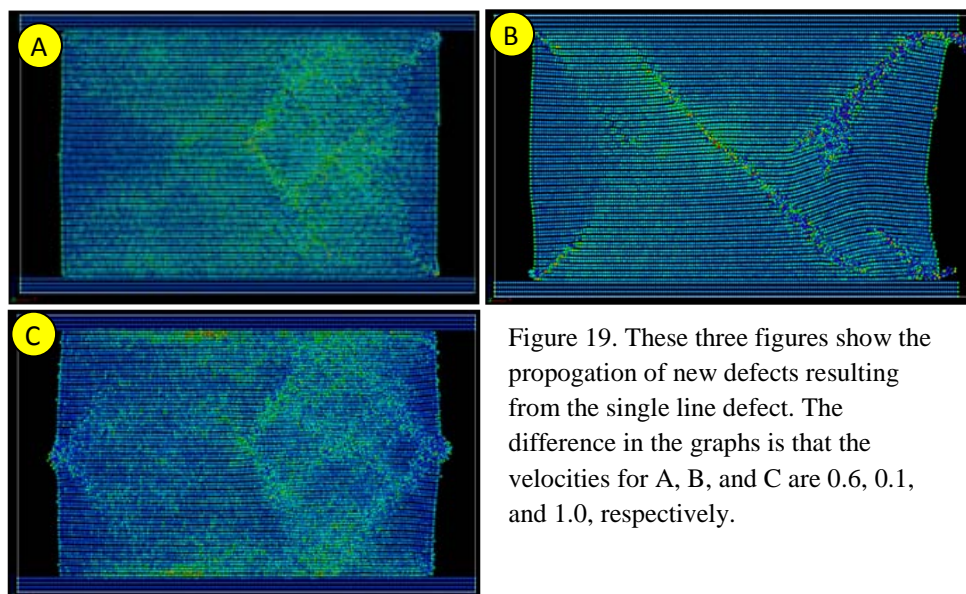 A
B
C
Figure 19. These three figures show the
propogation of new defects resulting
from the single line defect. The
difference in the graphs is that the
velocities for A, B, and C are 0.6, 0.1,
and 1.0, respectively.